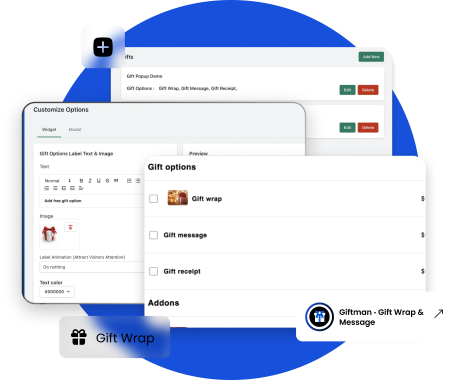 ifts
Add New
Gift Popup Demo
Gift Options : Gift Wrap, Gift Message, Gift Receipt,
Edit Delete
Edit Delete
Customize Options
Widget Modal
Gift Options Label Text & Image
Preview
Text
Normal
Add free gift option
Image
Label Animation (Attract Visitors Attention)
Do nothing
Text color
#000000
Gift options
Gift wrap $
Gift message $
Gift receipt $
Addons
Giftman - Gift Wrap &
Message
Gift Wrap